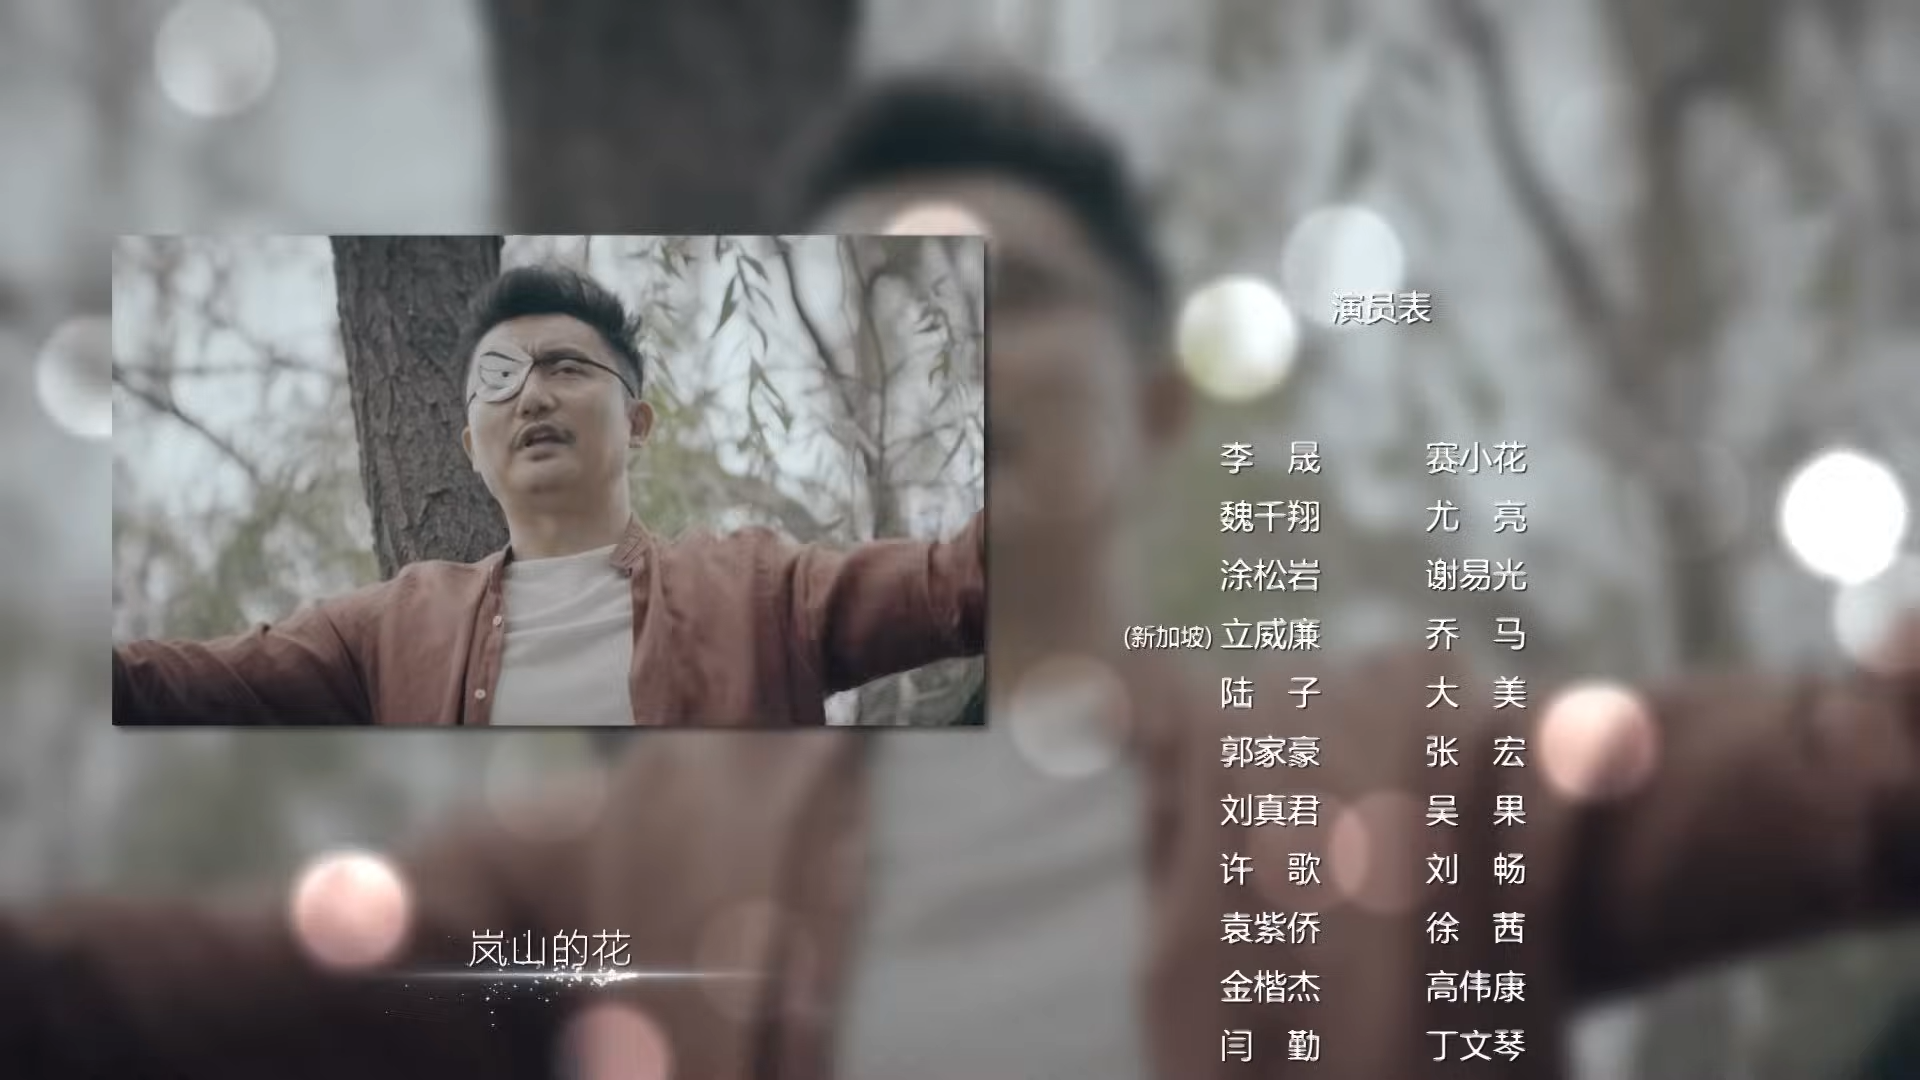 演员表
李　晟　赛小花
魏千翔　尤　亮
涂松岩　谢易光
(新加坡) 立威廉　乔　马
陆　子　大　美
郭家豪　张　宏
刘真君　吴　果
许　歌　刘　畅
袁紫侨　徐　茜
金楷杰　高伟康
闫　勤　丁文琴
岚山的花